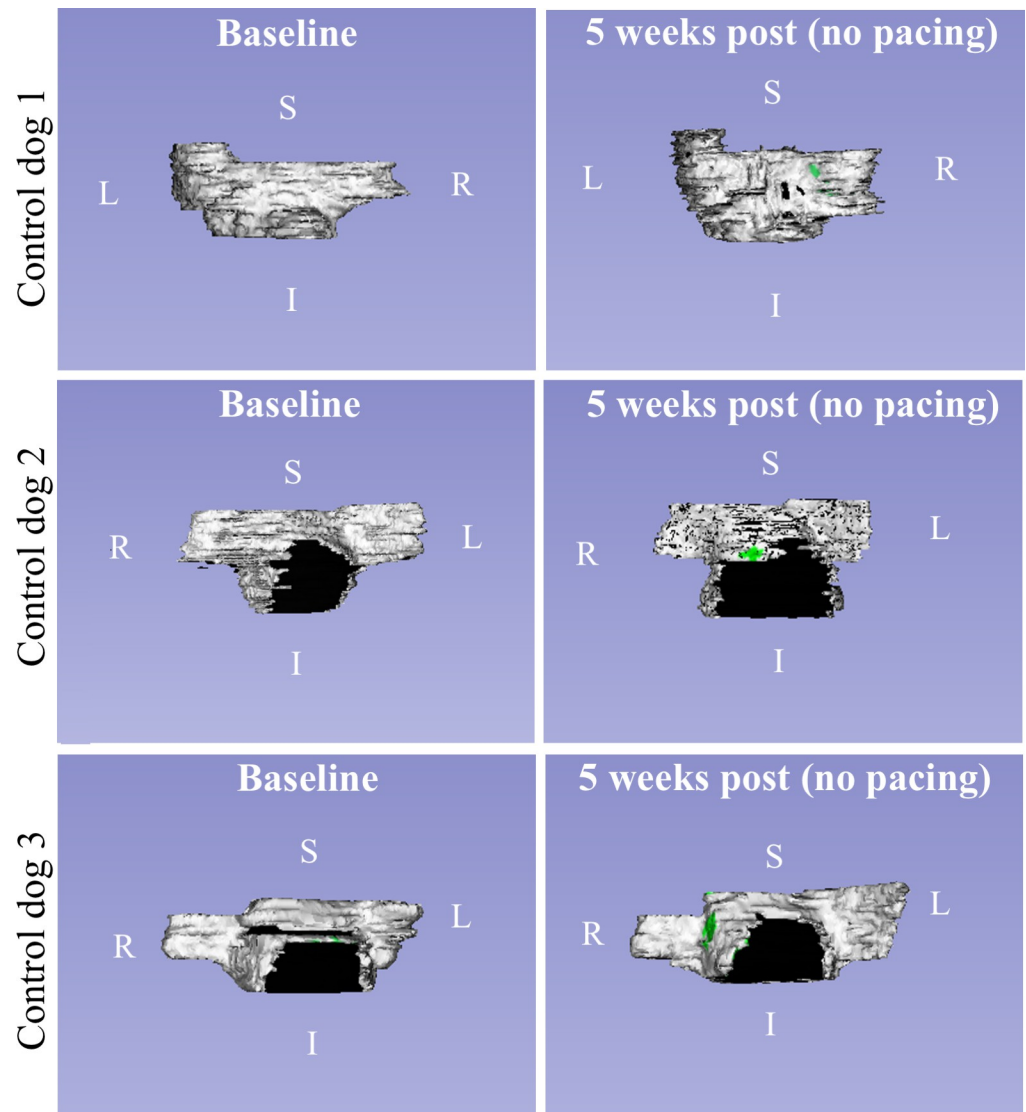 Control dog 1
Baseline
S
L
R
I
5 weeks post (no pacing)
S
L
R
I
Control dog 2
Baseline
S
R
L
I
5 weeks post (no pacing)
S
R
L
I
Control dog 3
Baseline
S
R
L
I
5 weeks post (no pacing)
S
R
L
I